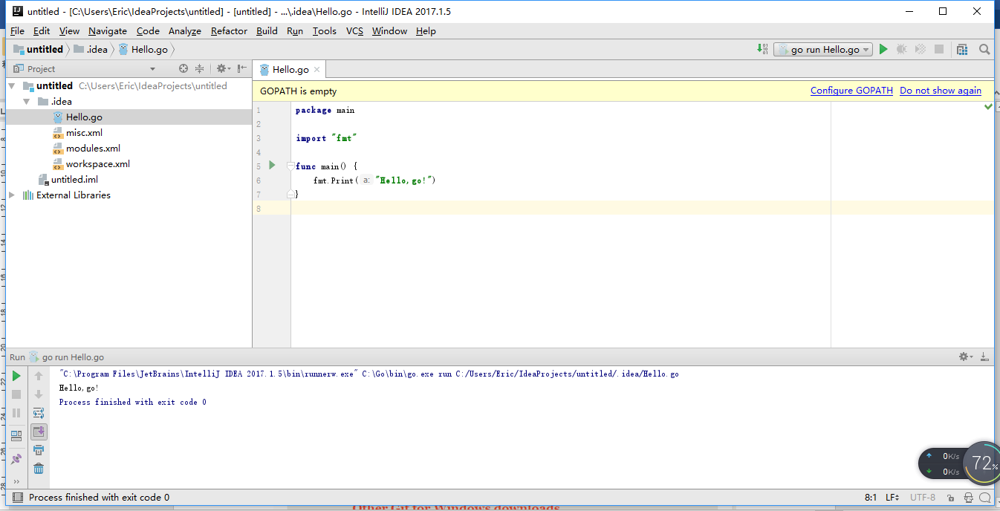 untitled - [C:\Users\Eric\IdeaProjects\untitled] - [untitled] - ...\.idea\Hello.go - IntelliJ IDEA 2017.1.5
File Edit View Navigate Code Analyze Refactor Build Run Tools VCS Window Help
untitled .idea Hello.go
go run Hello.go
Project
Hello.go
untitled C:\Users\Eric\IdeaProjects\untitled
.idea
Hello.go
misc.xml
modules.xml
workspace.xml
untitled.iml
External Libraries
GOPATH is empty Configure GOPATH Do not show again
1 package main
2
3 import "fmt"
4
5 func main() {
6 fmt.Print( a: "Hello,go!")
7 }
8
Run go run Hello.go
"C:\Program Files\JetBrains\IntelliJ IDEA 2017.1.5\bin\runnerw.exe" C:\Go\bin\go.exe run C:/Users/Eric/IdeaProjects/untitled/.idea/Hello.go
Hello,go!
Process finished with exit code 0
0K/s
0K/s
72%
Process finished with exit code 0
8:1 LF UTF-8
Other Git for Windows downloads